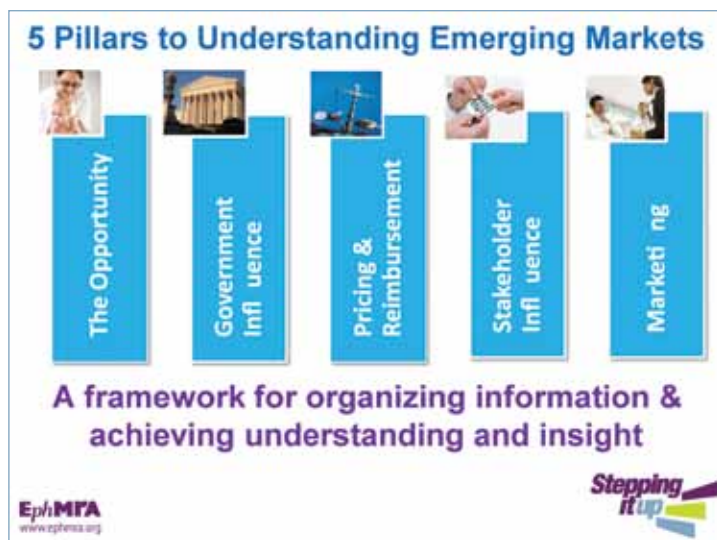 5 Pillars to Understanding Emerging Markets
The Opportunity
Government
Infl uence
Pricing &
Reimbursement
Stakeholder
Infl uence
Marketi ng
A framework for organizing information &
achieving understanding and insight
EphMRA
www.ephmra.org
Stepping
it up